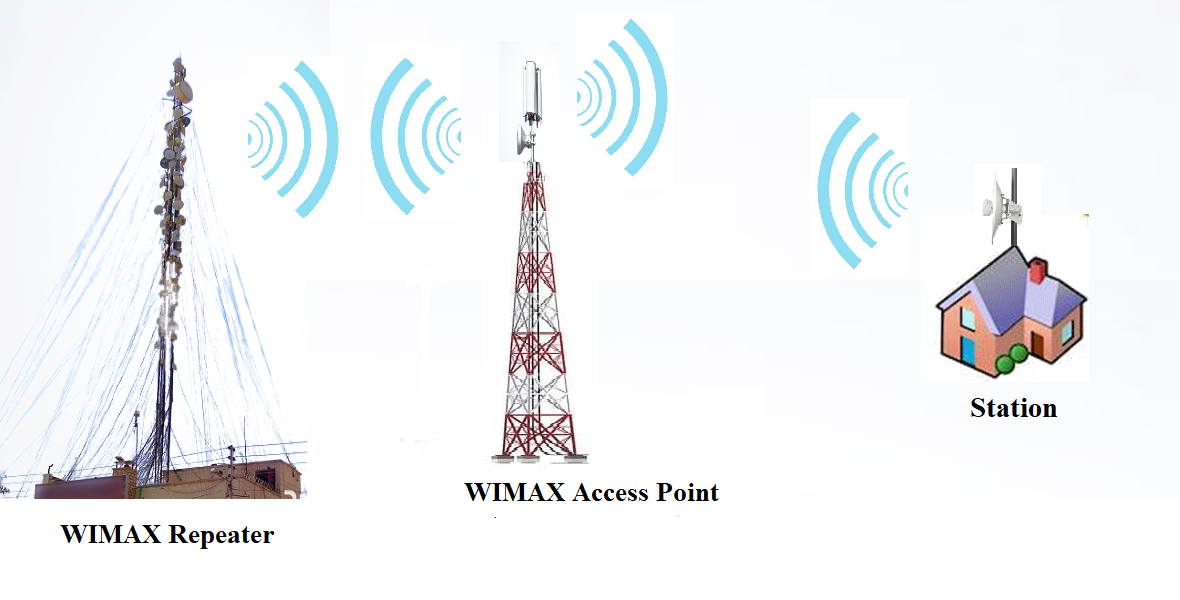 Station
WIMAX Access Point
WIMAX Repeater